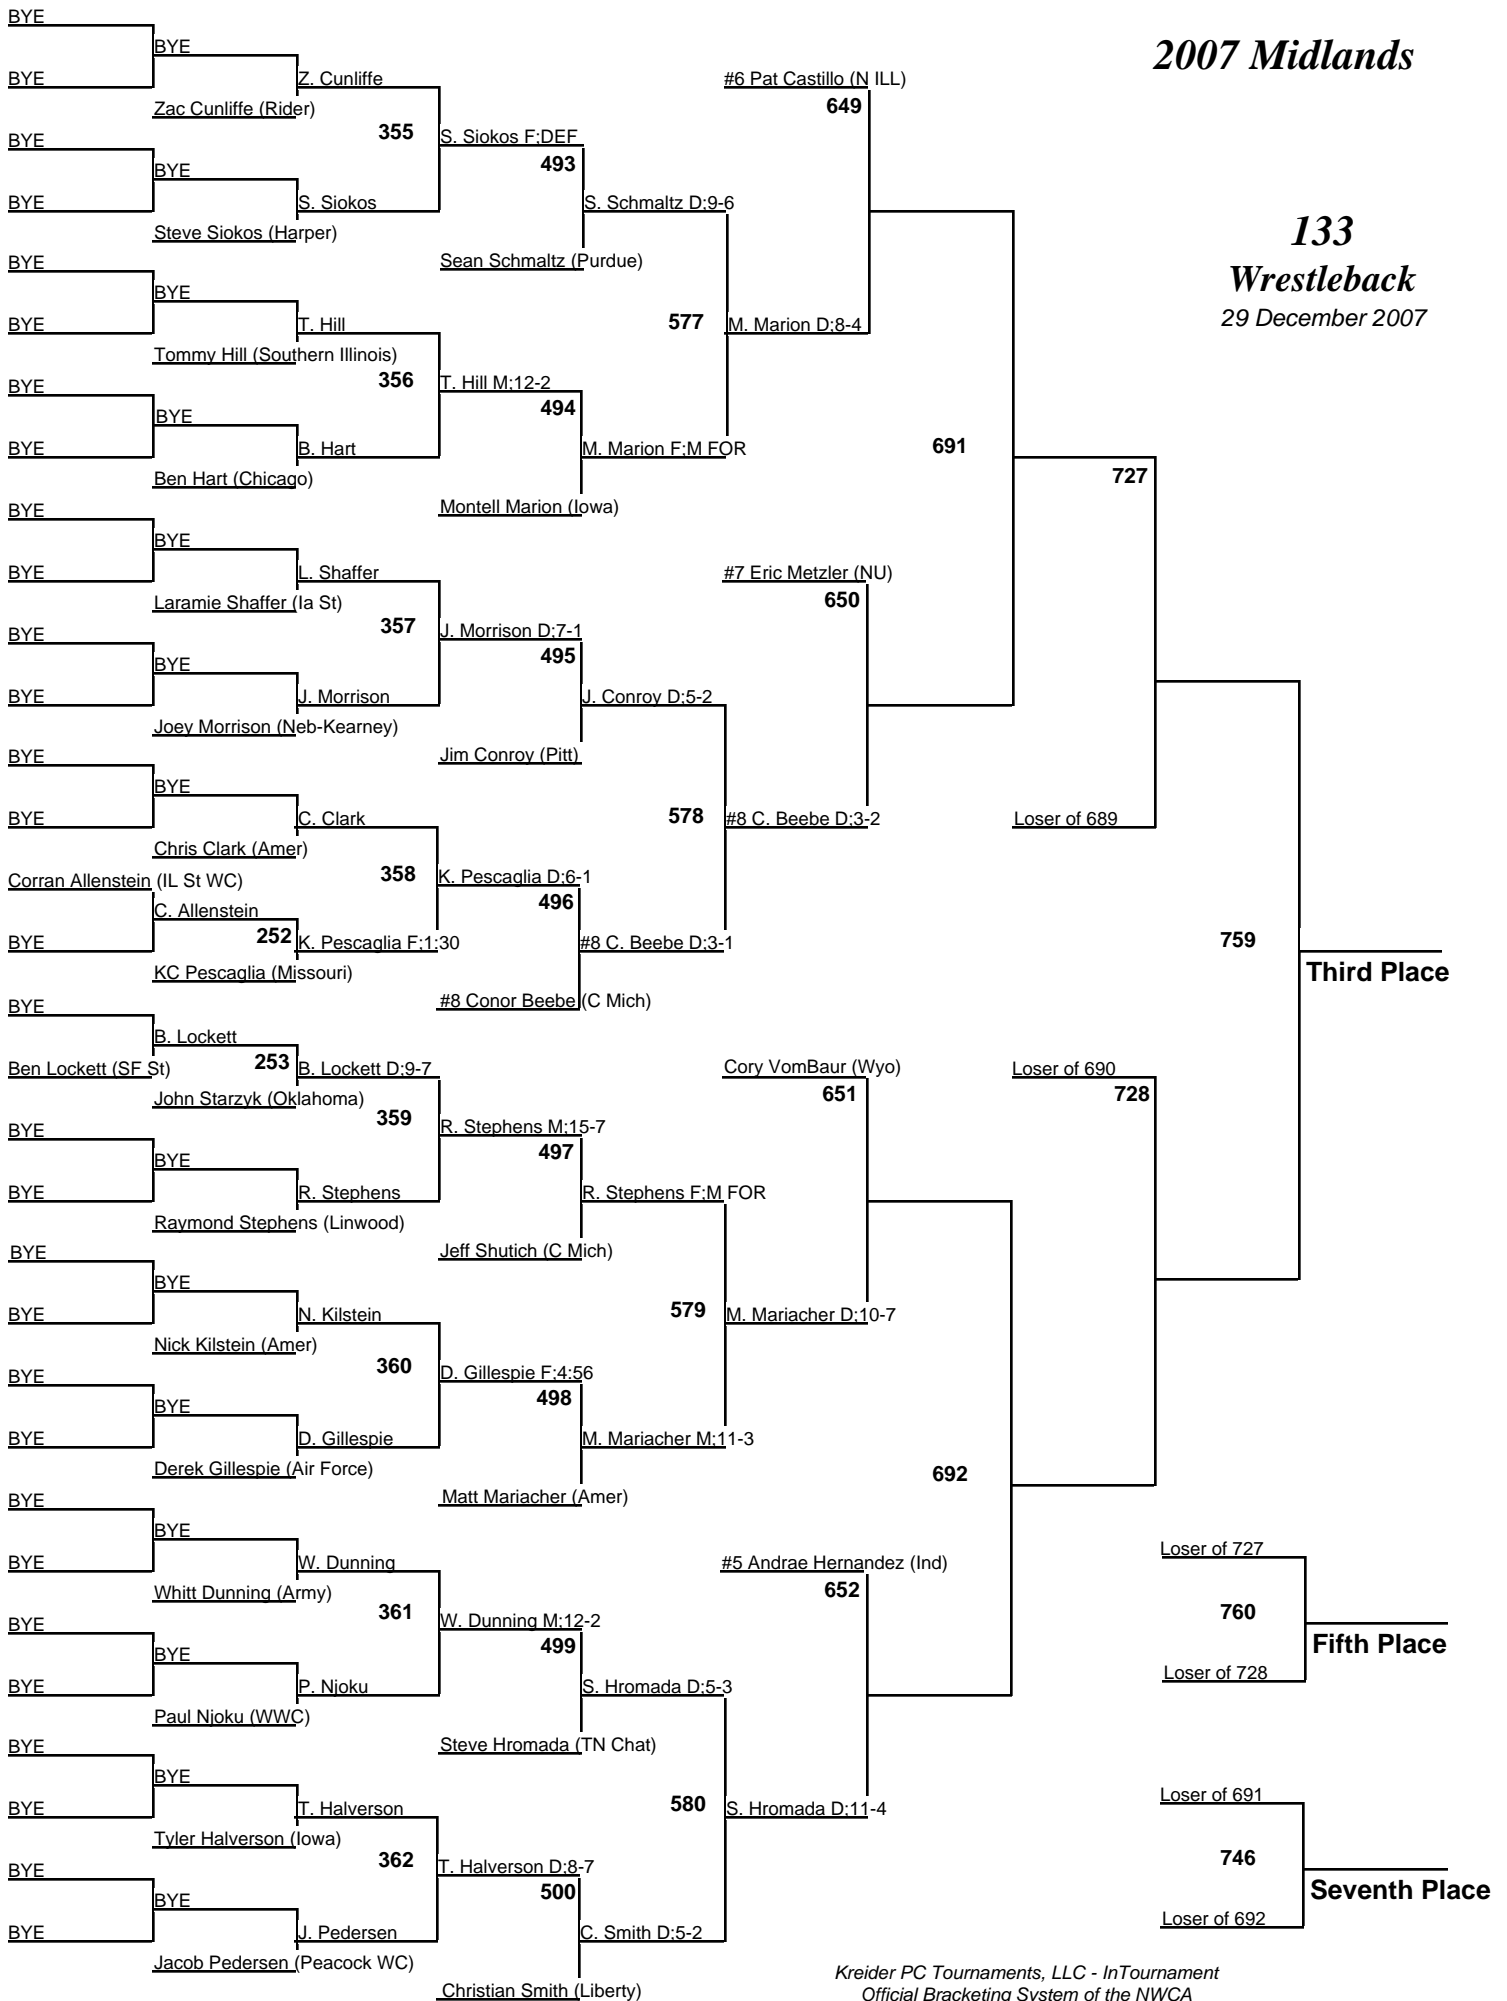 BYE
2007 Midlands
BYE
BYE
Z. Cunliffe
#6 Pat Castillo (N ILL)
649
Zac Cunliffe (Rider)
355
S. Siokos F;DEF
BYE
493
BYE
BYE
S. Siokos
S. Schmaltz D;9-6
133
Steve Siokos (Harper)
Sean Schmaltz (Purdue)
BYE
Wrestleback
BYE
29 December 2007
BYE
T. Hill
577
M. Marion D;8-4
Tommy Hill (Southern Illinois)
356
T. Hill M;12-2
BYE
494
BYE
BYE
B. Hart
M. Marion F;M FOR
691
727
Ben Hart (Chicago)
Montell Marion (Iowa)
BYE
BYE
BYE
L. Shaffer
#7 Eric Metzler (NU)
650
Laramie Shaffer (Ia St)
357
J. Morrison D;7-1
BYE
495
BYE
BYE
J. Morrison
J. Conroy D;5-2
Joey Morrison (Neb-Kearney)
Jim Conroy (Pitt)
BYE
BYE
BYE
C. Clark
578
#8 C. Beebe D;3-2
Loser of 689
Chris Clark (Amer)
Corran Allenstein (IL St WC)
358
K. Pescaglia D;6-1
496
C. Allenstein
BYE
252
K. Pescaglia F;1:30
#8 C. Beebe D;3-1
759
KC Pescaglia (Missouri)
Third Place
#8 Conor Beebe (C Mich)
BYE
B. Lockett
Ben Lockett (SF St)
253
B. Lockett D;9-7
Cory VomBaur (Wyo)
Loser of 690
651
728
John Starzyk (Oklahoma)
359
R. Stephens M;15-7
BYE
497
BYE
BYE
R. Stephens
R. Stephens F;M FOR
Raymond Stephens (Linwood)
Jeff Shutich (C Mich)
BYE
BYE
BYE
N. Kilstein
579
M. Mariacher D;10-7
Nick Kilstein (Amer)
360
D. Gillespie F;4:56
BYE
498
BYE
BYE
D. Gillespie
M. Mariacher M;11-3
Derek Gillespie (Air Force)
692
Matt Mariacher (Amer)
BYE
BYE
BYE
W. Dunning
#5 Andrae Hernandez (Ind)
Loser of 727
652
Whitt Dunning (Army)
361
W. Dunning M;12-2
760
BYE
499
Fifth Place
BYE
BYE
P. Njoku
S. Hromada D;5-3
Loser of 728
Paul Njoku (WWC)
Steve Hromada (TN Chat)
BYE
BYE
BYE
T. Halverson
580
S. Hromada D;11-4
Loser of 691
Tyler Halverson (Iowa)
362
T. Halverson D;8-7
746
BYE
500
Seventh Place
BYE
BYE
J. Pedersen
C. Smith D;5-2
Loser of 692
Jacob Pedersen (Peacock WC)
Christian Smith (Liberty)
Kreider PC Tournaments, LLC - InTournament
Official Bracketing System of the NWCA